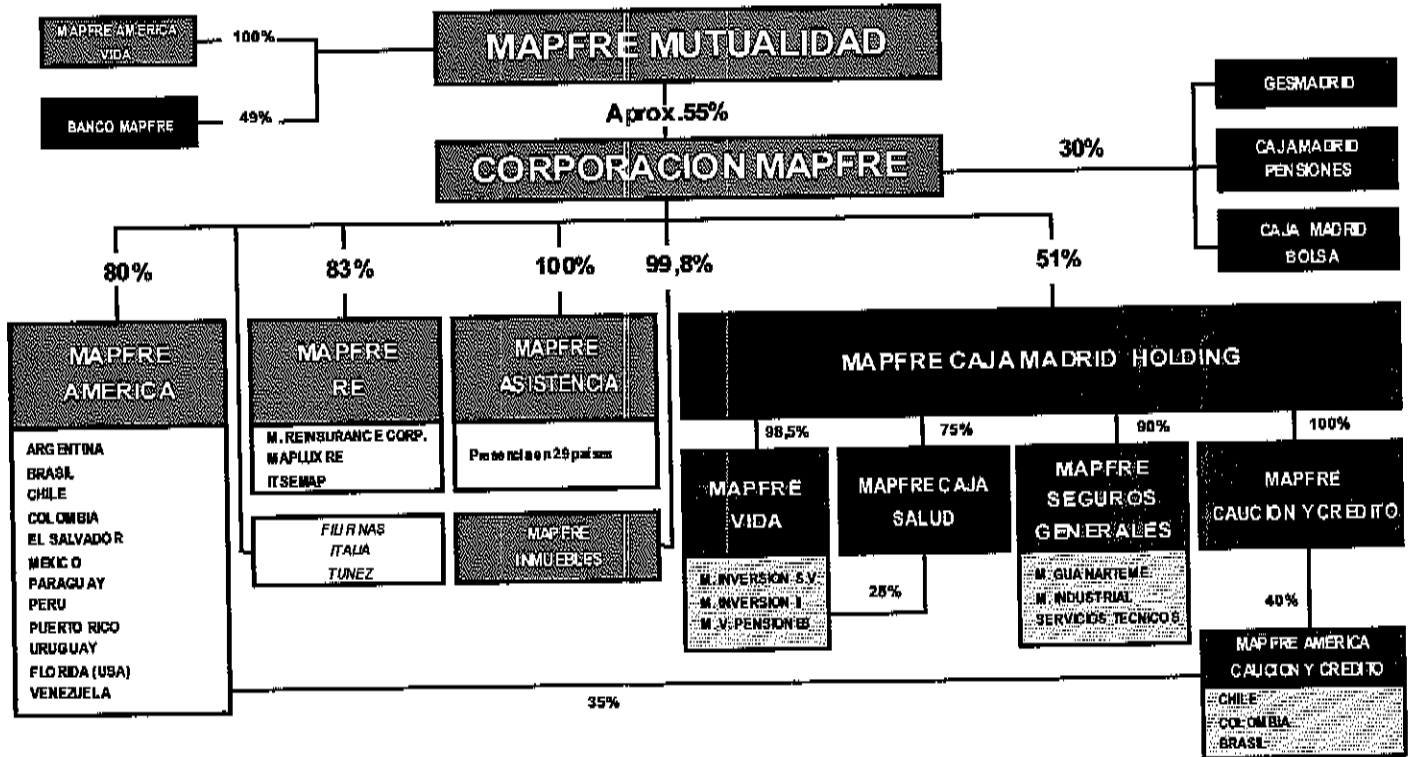 MAPFRE AMERICA
VIDA
100%
MAPFRE MUTUALIDAD
BANCO MAPFRE
49%
Aprox.55%
CORPORACION MAPFRE
30%
GESMADRID
CAJAMADRID
PENSIONES
CAJA MADRID
BOLSA
80%
83%
100%
99,8%
51%
MAPFRE
AMERICA
ARGENTINA
BRASIL
CHILE
COLOMBIA
EL SALVADOR
MEXICO
PARAGUAY
PERU
PUERTO RICO
URUGUAY
FLORIDA (USA)
VENEZUELA
MAPFRE
RE
M. REINSURANCE CORP.
MAPLUX RE
ITSEMAP
FILIPINAS
ITALIA
TUNEZ
MAPFRE
ASISTENCIA
Presencia en 29 países
MAPFRE
INMUEBLES
MAPFRE CAJA MADRID HOLDING
98,5%
75%
90%
100%
MAPFRE
VIDA
M. INVERSION S.V.
M. INVERSION II
M. V. PENSIONES
MAPFRE CAJA
SALUD
25%
MAPFRE
SEGUROS
GENERALES
M. GUANARTEME
M. INDUSTRIAL
SERVICIOS TECNICOS
MAPFRE
CAUCION Y CREDITO
40%
MAPFRE AMÉRICA
CAUCION Y CREDITO
CHILE
COLOMBIA
BRASIL
35%